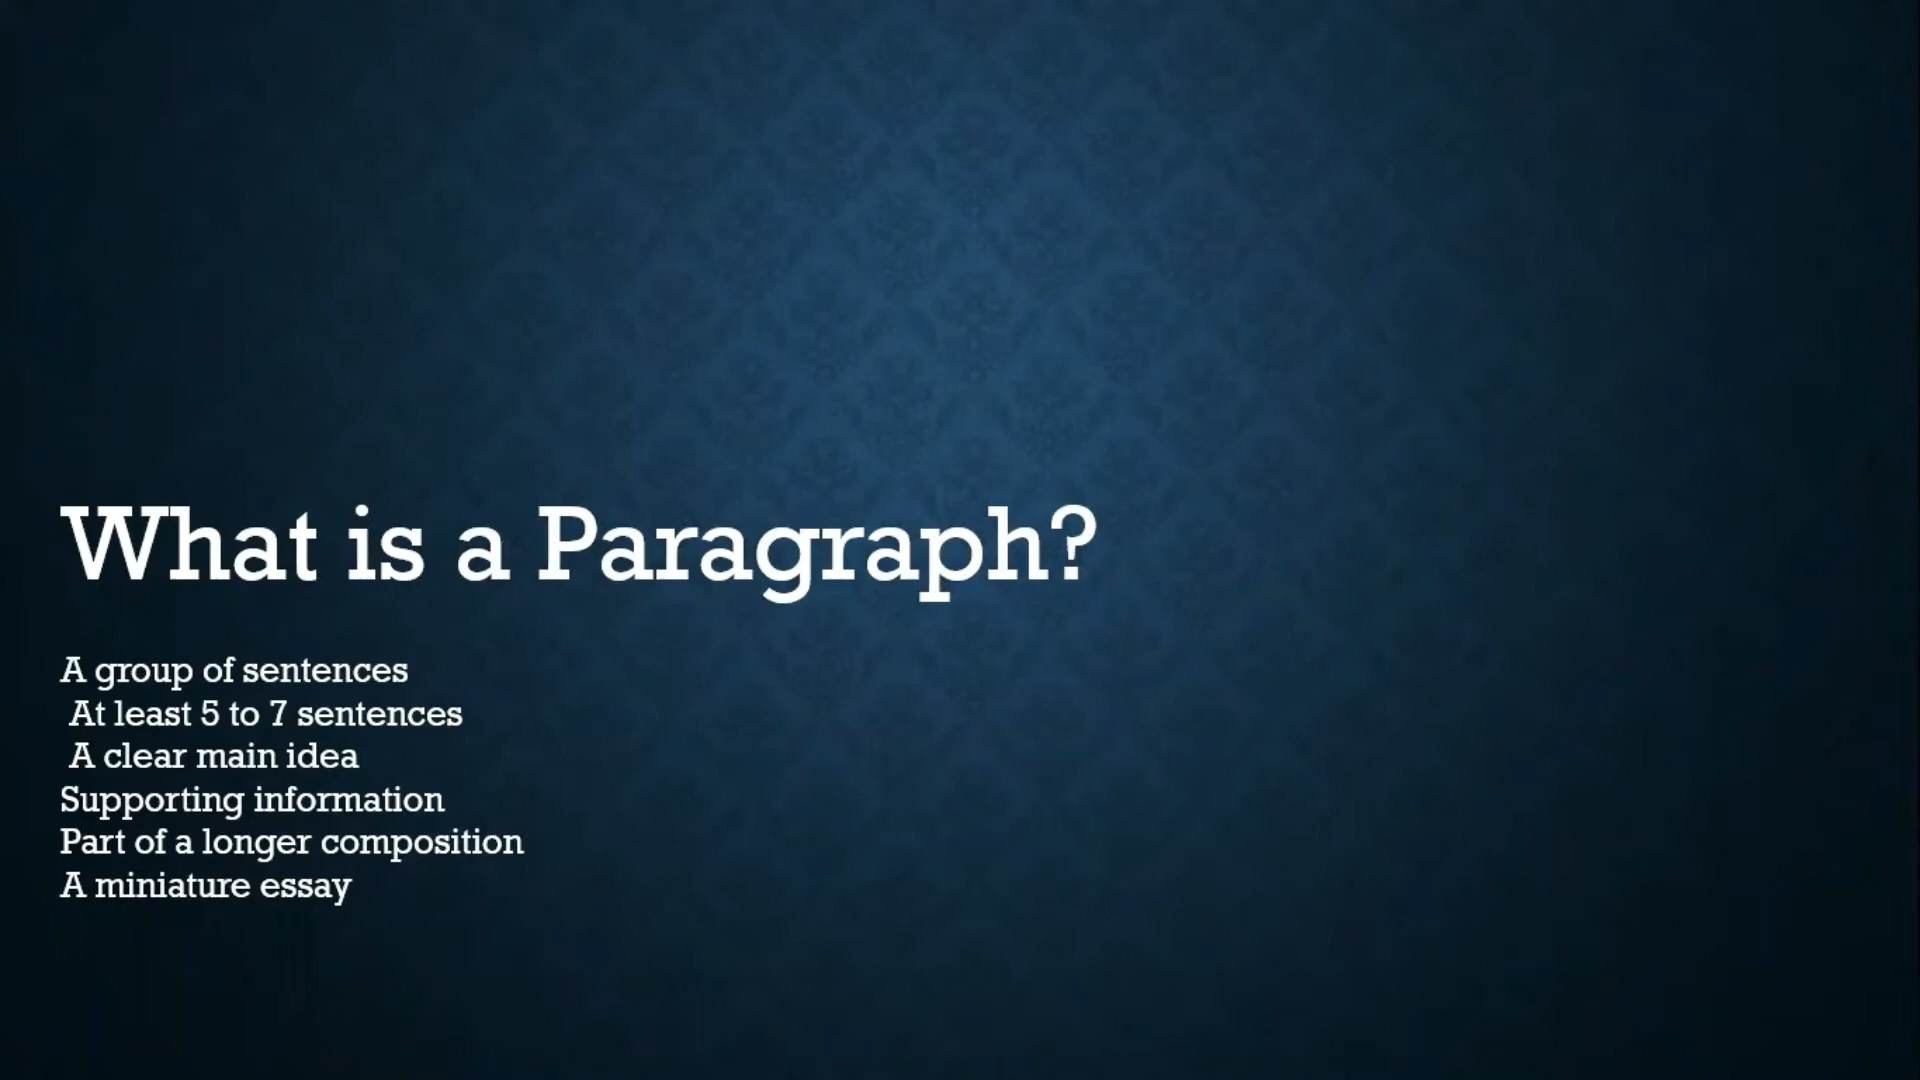 What is a Paragraph?
A group of sentences
At least 5 to 7 sentences
A clear main idea
Supporting information
Part of a longer composition
A miniature essay